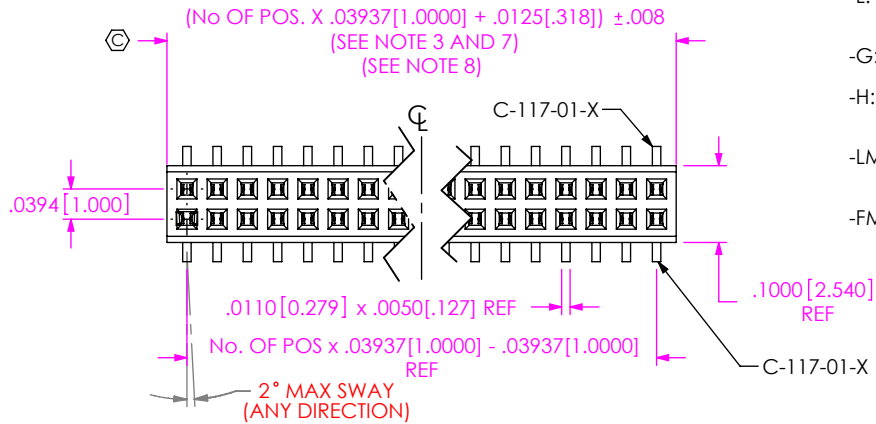 (No OF POS. X .03937[1.0000] + .0125[.318]) ±.008
(SEE NOTE 3 AND 7)
(SEE NOTE 8)
C
-G:
-H:
-LM
-FM
C-117-01-X
℄
.0394 [1.000]
.0110 [0.279] x .0050[.127] REF
.1000 [2.540]
REF
No. OF POS x .03937[1.0000] - .03937[1.0000]
REF
C-117-01-X
2° MAX SWAY
(ANY DIRECTION)